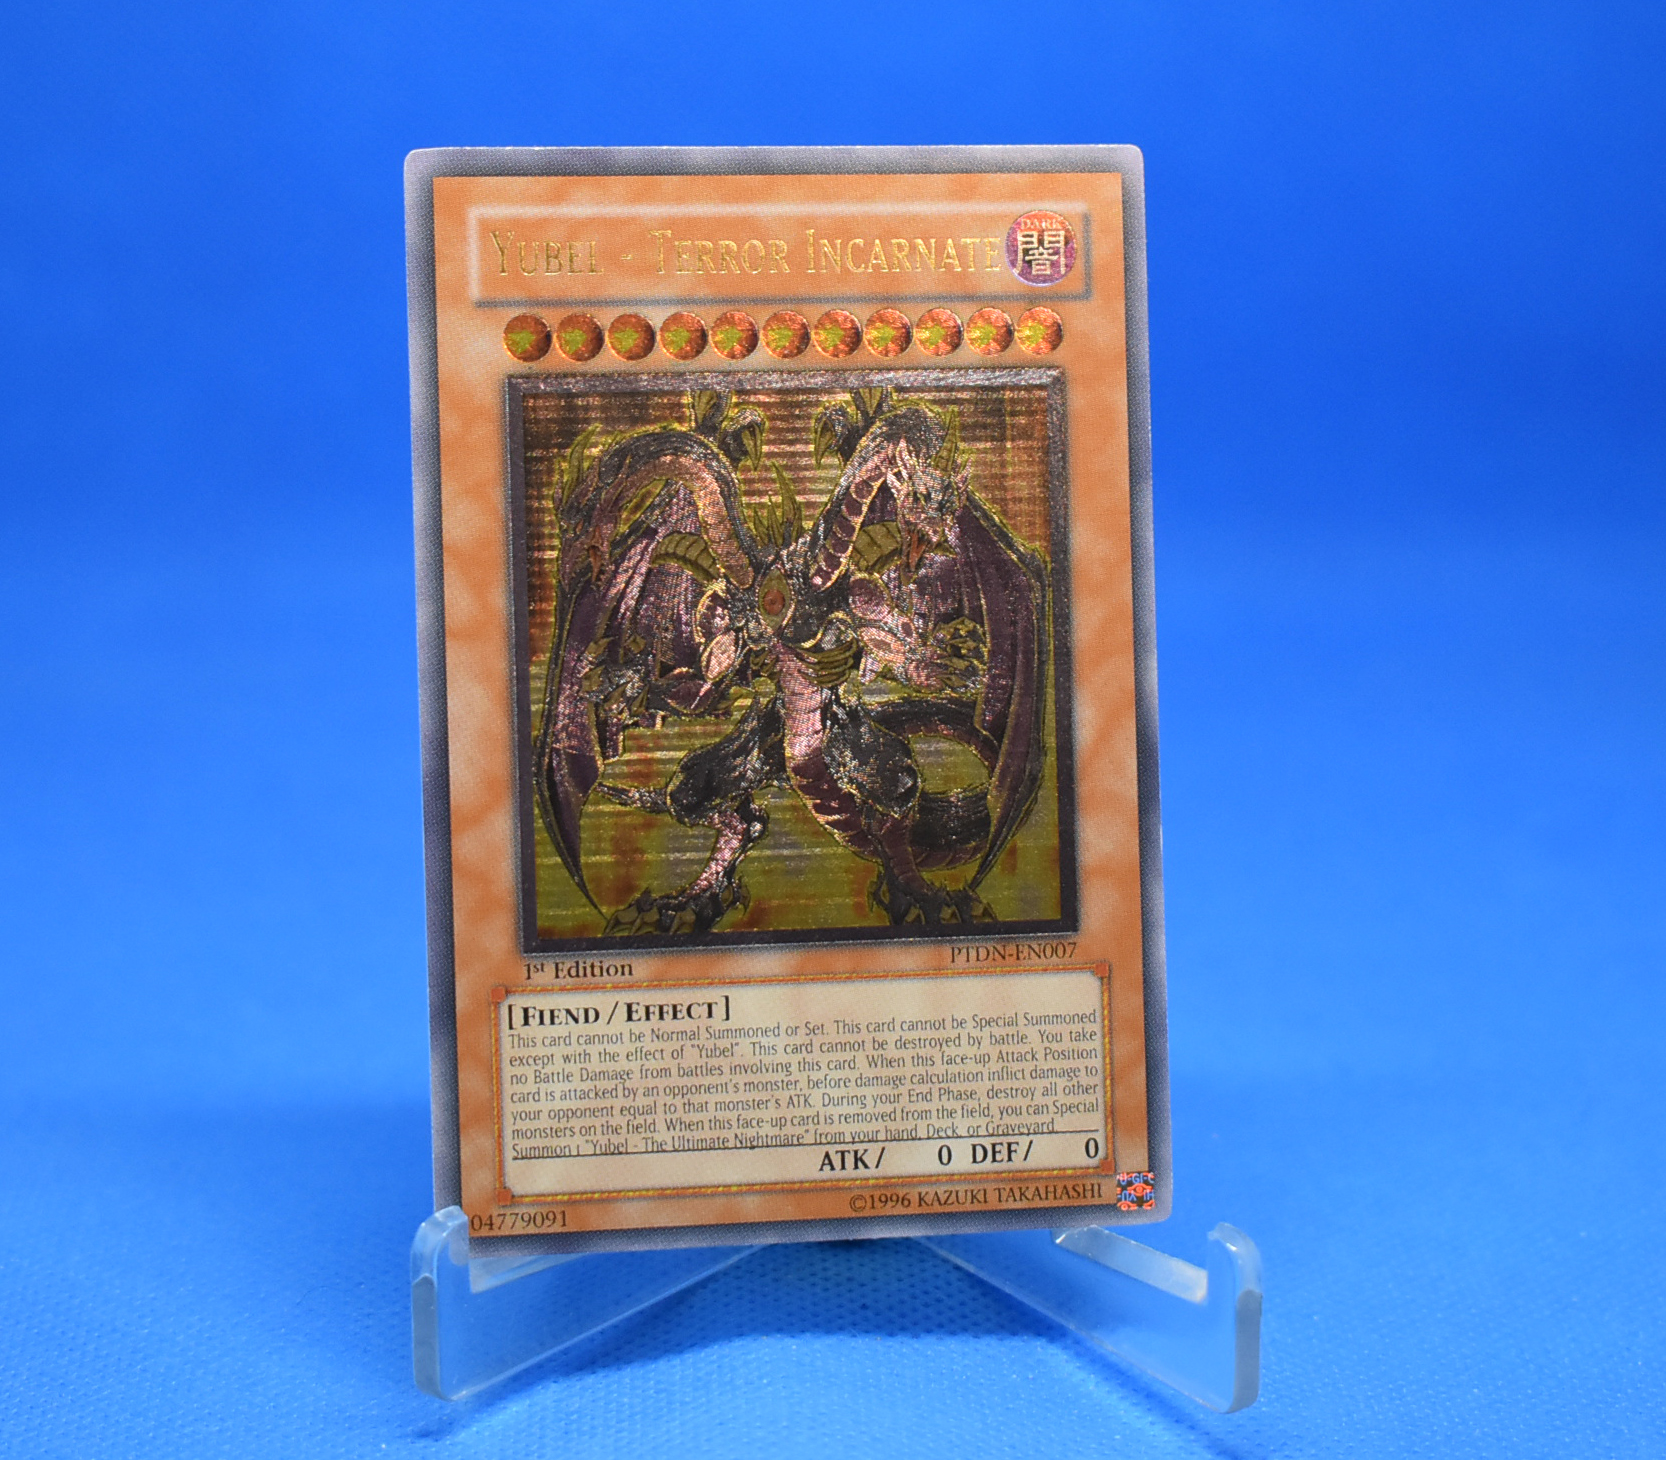 Yubel - Terror Incarnate
DARK
闇
1st Edition
PTDN-EN007
[Fiend / Effect]
This card cannot be Normal Summoned or Set. This card cannot be Special Summoned
except with the effect of "Yubel". This card cannot be destroyed by battle. You take
no Battle Damage from battles involving this card. When this face-up Attack Position
card is attacked by an opponent's monster, before damage calculation inflict damage to
your opponent equal to that monster's ATK. During your End Phase, destroy all other
monsters on the field. When this face-up card is removed from the field, you can Special
Summon 1 "Yubel - The Ultimate Nightmare" from your hand, Deck, or Graveyard.
ATK/ 0 DEF/ 0
©1996 KAZUKI TAKAHASHI
04779091